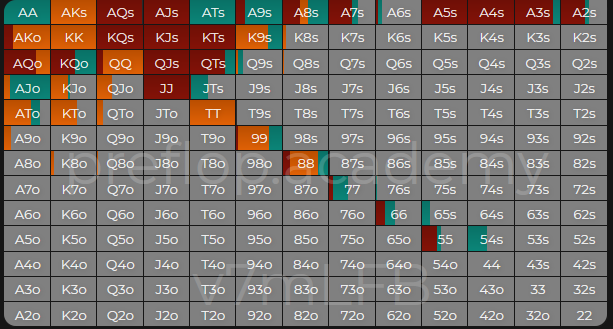 AA AKs AQs AJs ATs A9s A8s A7s A6s A5s A4s A3s A2s
AKo KK KQs KJs KTs K9s K8s K7s K6s K5s K4s K3s K2s
AQo KQo QQ QJs QTs Q9s Q8s Q7s Q6s Q5s Q4s Q3s Q2s
AJo KJo QJo JJ JTs J9s J8s J7s J6s J5s J4s J3s J2s
ATo KTo QTo JTo TT T9s T8s T7s T6s T5s T4s T3s T2s
A9o K9o Q9o J9o T9o 99 98s 97s 96s 95s 94s 93s 92s
A8o K8o Q8o J8o T8o 98o 88 87s 86s 85s 84s 83s 82s
preflop.academy
A7o K7o Q7o J7o T7o 97o 87o 77 76s 75s 74s 73s 72s
A6o K6o Q6o J6o T6o 96o 86o 76o 66 65s 64s 63s 62s
A5o K5o Q5o J5o T5o 95o 85o 75o 65o 55 54s 53s 52s
A4o K4o Q4o J4o T4o 94o 84o 74o 64o 54o 44 43s 42s
v7mLFB
A3o K3o Q3o J3o T3o 93o 83o 73o 63o 53o 43o 33 32s
A2o K2o Q2o J2o T2o 92o 82o 72o 62o 52o 42o 32o 22